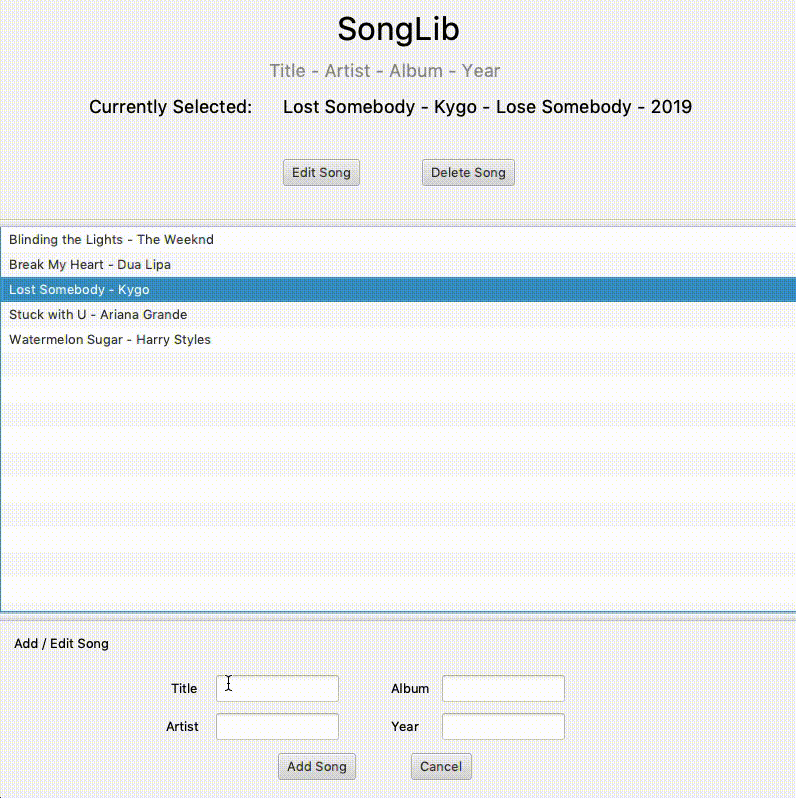 SongLib
Title - Artist - Album - Year
Currently Selected: Lost Somebody - Kygo - Lose Somebody - 2019
Edit Song Delete Song
Blinding the Lights - The Weeknd
Break My Heart - Dua Lipa
Lost Somebody - Kygo
Stuck with U - Ariana Grande
Watermelon Sugar - Harry Styles
Add / Edit Song
Title Album
Artist Year
Add Song Cancel